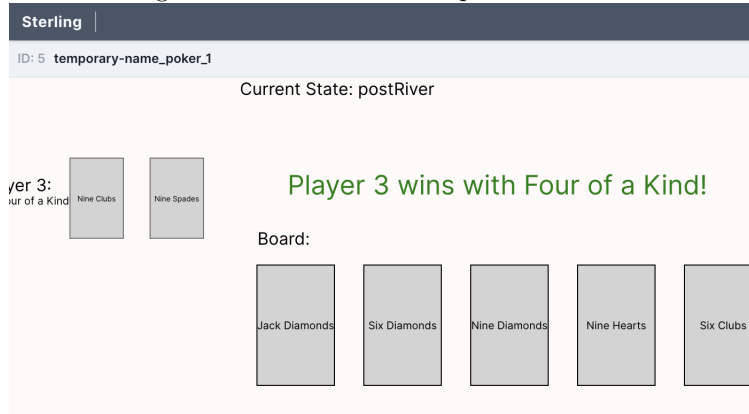 Sterling
ID: 5 temporary-name_poker_1
Current State: postRiver
yer 3:
our of a Kind
Nine Clubs
Nine Spades
Player 3 wins with Four of a Kind!
Board:
Jack Diamonds
Six Diamonds
Nine Diamonds
Nine Hearts
Six Clubs